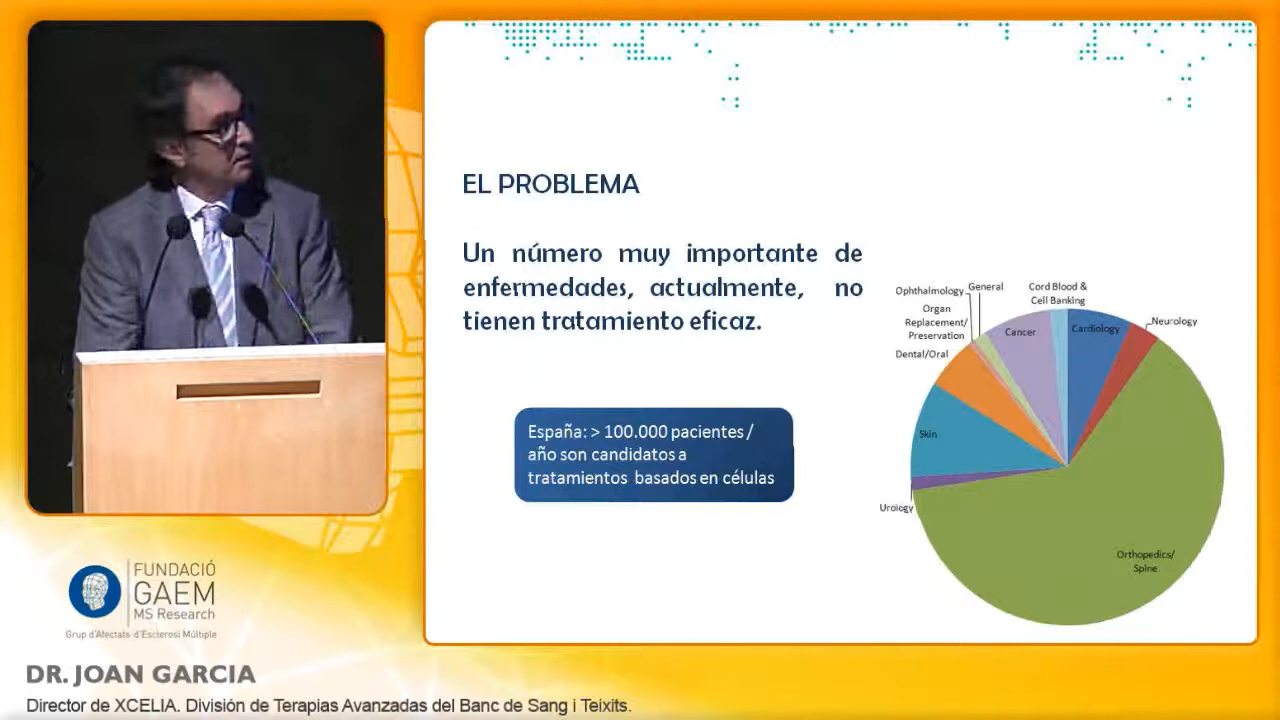 EL PROBLEMA
Un número muy importante de
enfermedades, actualmente, no
tienen tratamiento eficaz.
España: > 100.000 pacientes /
año son candidatos a
tratamientos basados en células
Ophthalmology
General
Cord Blood &
Cell Banking
Organ
Replacement/
Preservation
Cancer
Cardiology
Neurology
Dental/Oral
Skin
Urology
Orthopedics/
Spine
FUNDACIÓ
GAEM
MS Research
Grup d'Afectats d'Esclerosi Múltiple
DR. JOAN GARCIA
Director de XCELIA. División de Terapias Avanzadas del Banc de Sang i Teixits.